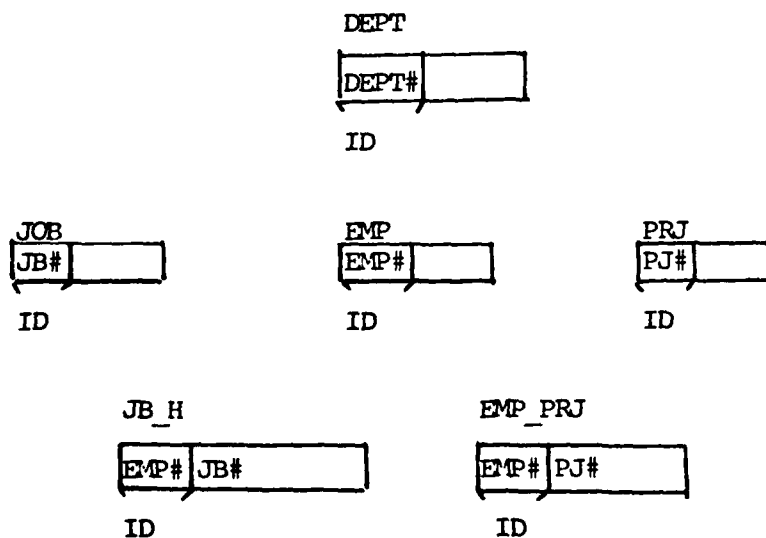 DEPT
DEPT#
ID
JOB EMP PRJ
JB# EMP# PJ#
ID ID ID
JB_H EMP_PRJ
EMP# JB# EMP# PJ#
ID ID